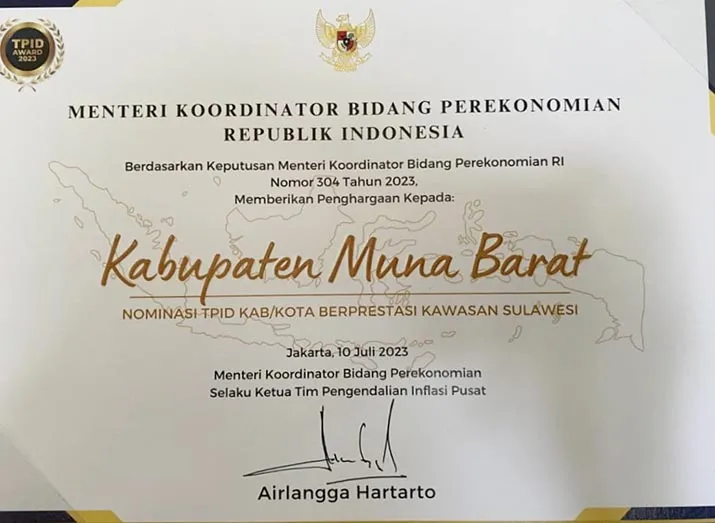 TPID
AWARD
2023
MENTERI KOORDINATOR BIDANG PEREKONOMIAN
REPUBLIK INDONESIA
Berdasarkan Keputusan Menteri Koordinator Bidang Perekonomian RI
Nomor 304 Tahun 2023,
Memberikan Penghargaan Kepada:
Kabupaten Muna Barat
NOMINASI TPID KAB/KOTA BERPRESTASI KAWASAN SULAWESI
Jakarta, 10 Juli 2023
Menteri Koordinator Bidang Perekonomian
Selaku Ketua Tim Pengendalian Inflasi Pusat
Airlangga Hartarto